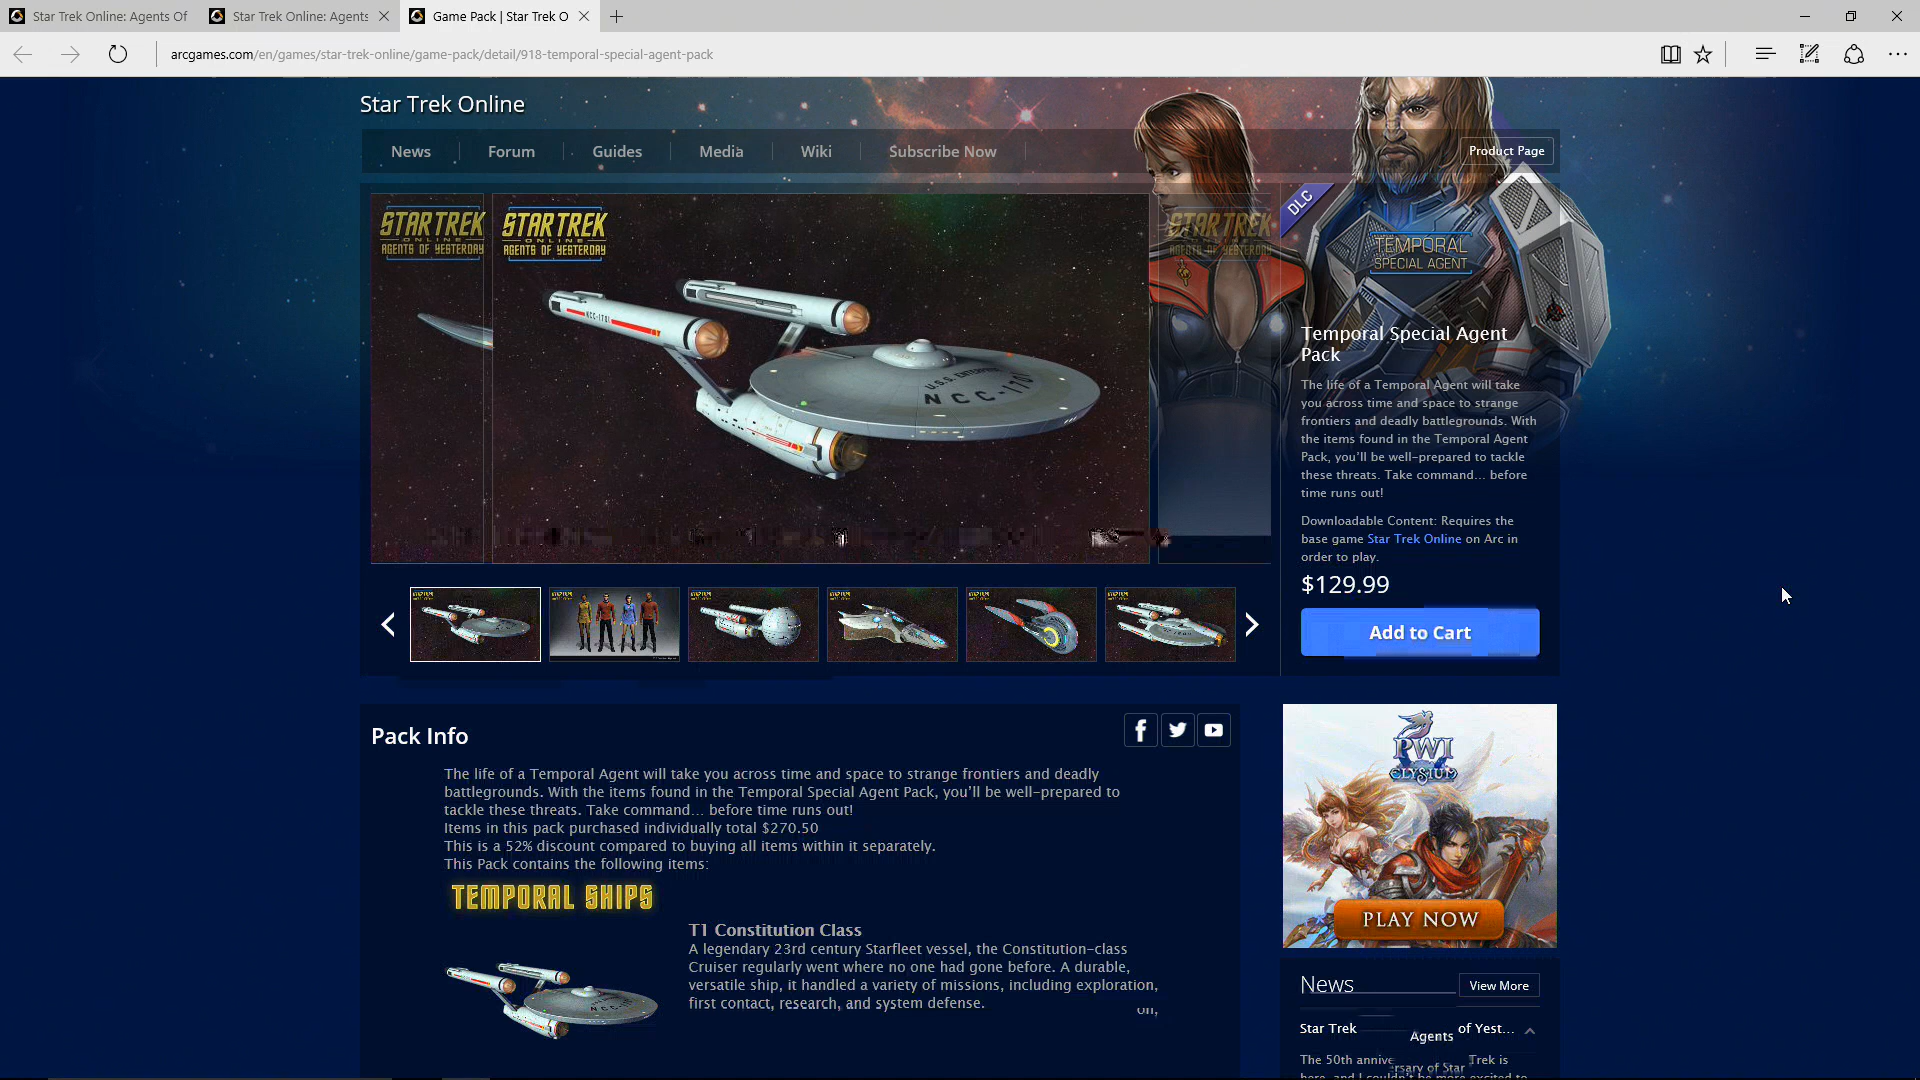 Star Trek Online: Agents Of
Star Trek Online: Agents
Game Pack | Star Trek O
arcgames.com/en/games/star-trek-online/game-pack/detail/918-temporal-special-agent-pack
Star Trek Online
News
Forum
Guides
Media
Wiki
Subscribe Now
Product Page
STAR TREK
ONLINE
AGENTS OF YESTERDAY
STAR TREK
ONLINE
AGENTS OF YESTERDAY
STAR TREK
ONLINE
AGENTS OF YESTERDAY
NCC-1701
U.S.S. ENTERPRISE
NCC-1701
DLC
TEMPORAL
SPECIAL AGENT
Temporal Special Agent
Pack
The life of a Temporal Agent will take
you across time and space to strange
frontiers and deadly battlegrounds. With
the items found in the Temporal Agent
Pack, you'll be well-prepared to tackle
these threats. Take command... before
time runs out!
Downloadable Content: Requires the
base game Star Trek Online on Arc in
order to play.
$129.99
Add to Cart
Pack Info
The life of a Temporal Agent will take you across time and space to strange frontiers and deadly
battlegrounds. With the items found in the Temporal Special Agent Pack, you'll be well-prepared to
tackle these threats. Take command... before time runs out!
Items in this pack purchased individually total $270.50
This is a 52% discount compared to buying all items within it separately.
This Pack contains the following items:
TEMPORAL SHIPS
T1 Constitution Class
A legendary 23rd century Starfleet vessel, the Constitution-class
Cruiser regularly went where no one had gone before. A durable,
versatile ship, it handled a variety of missions, including exploration,
first contact, research, and system defense.
PWI
ELYSIUM
PLAY NOW
News
View More
Star Trek Agents of Yest...
The 50th anniversary of Star Trek is
here, and I couldn't be more excited to